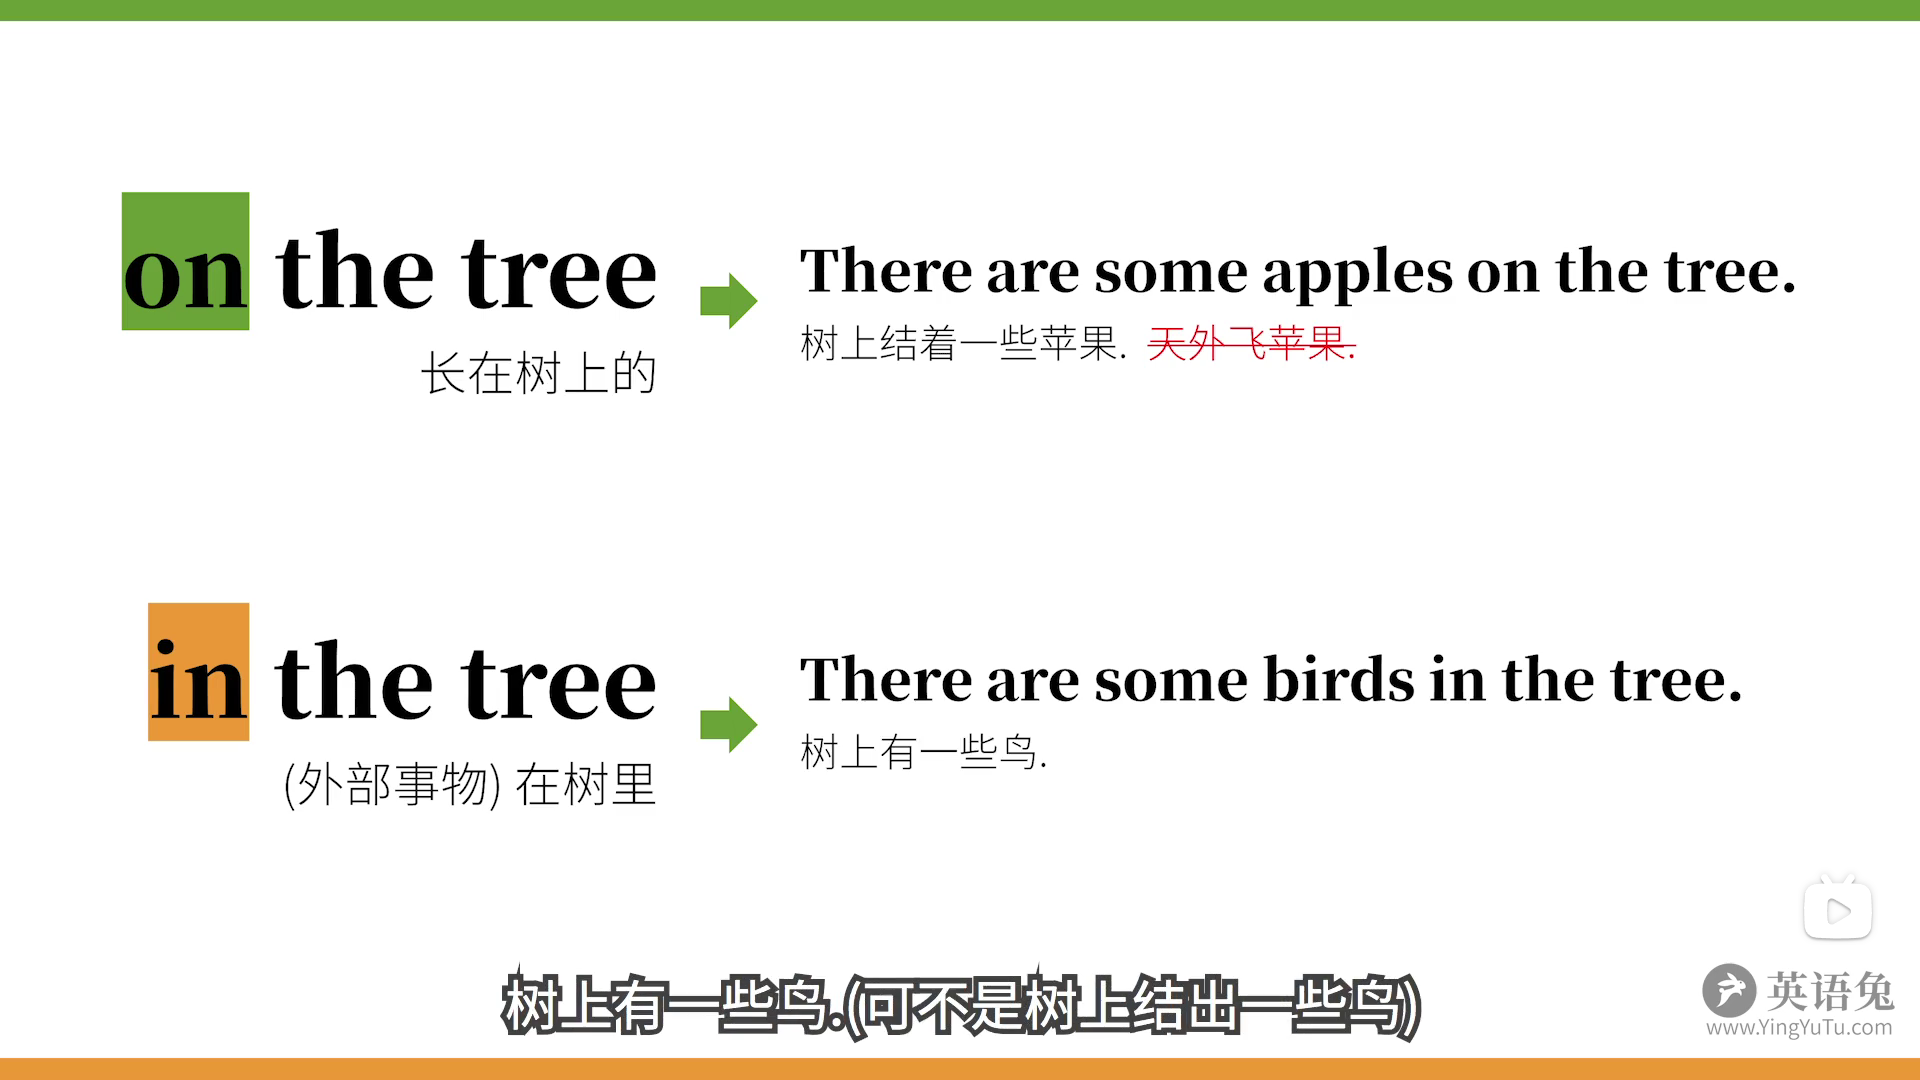 on the tree
长在树上的
There are some apples on the tree.
树上结着一些苹果. 天外飞苹果.
in the tree
(外部事物) 在树里
There are some birds in the tree.
树上有一些鸟.
树上有一些鸟.(可不是树上结出一些鸟)
英语兔
www.YingYuTu.com